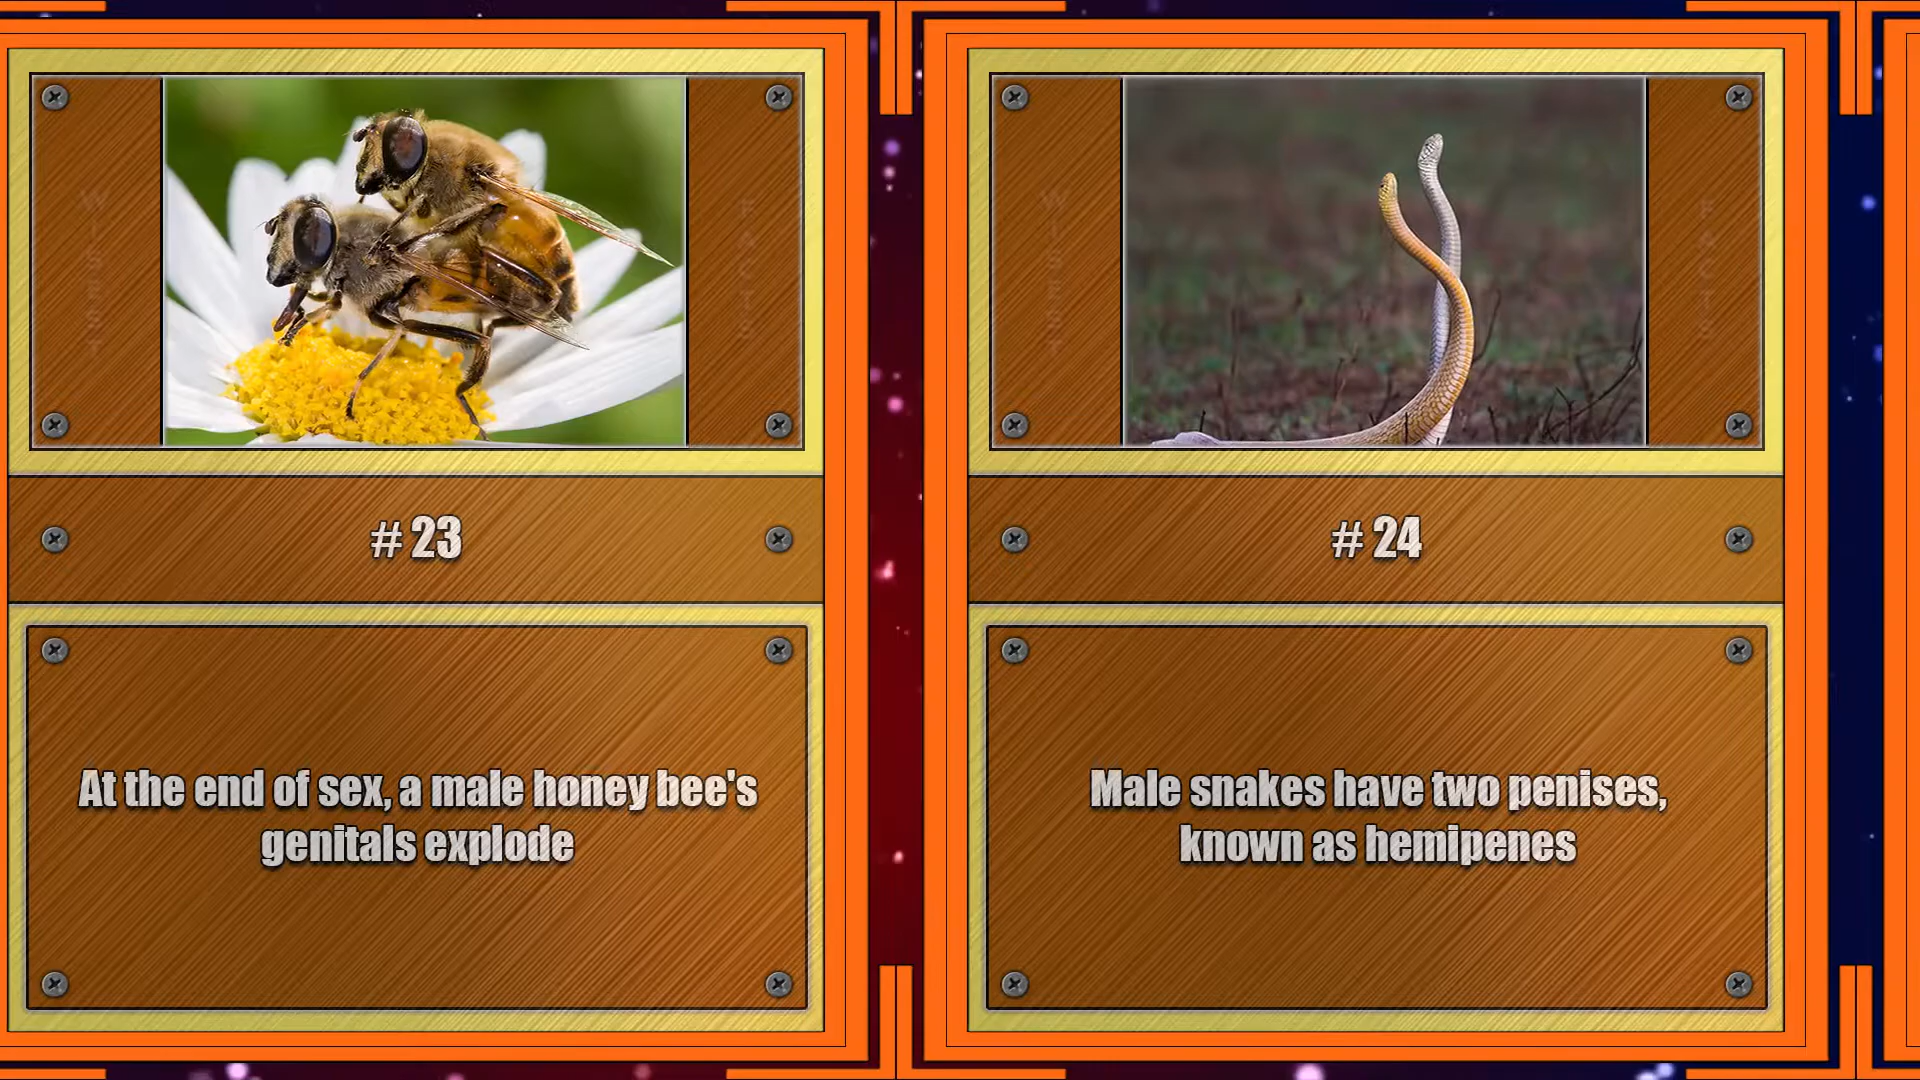 # 23
At the end of sex, a male honey bee's
genitals explode
# 24
Male snakes have two penises,
known as hemipenes